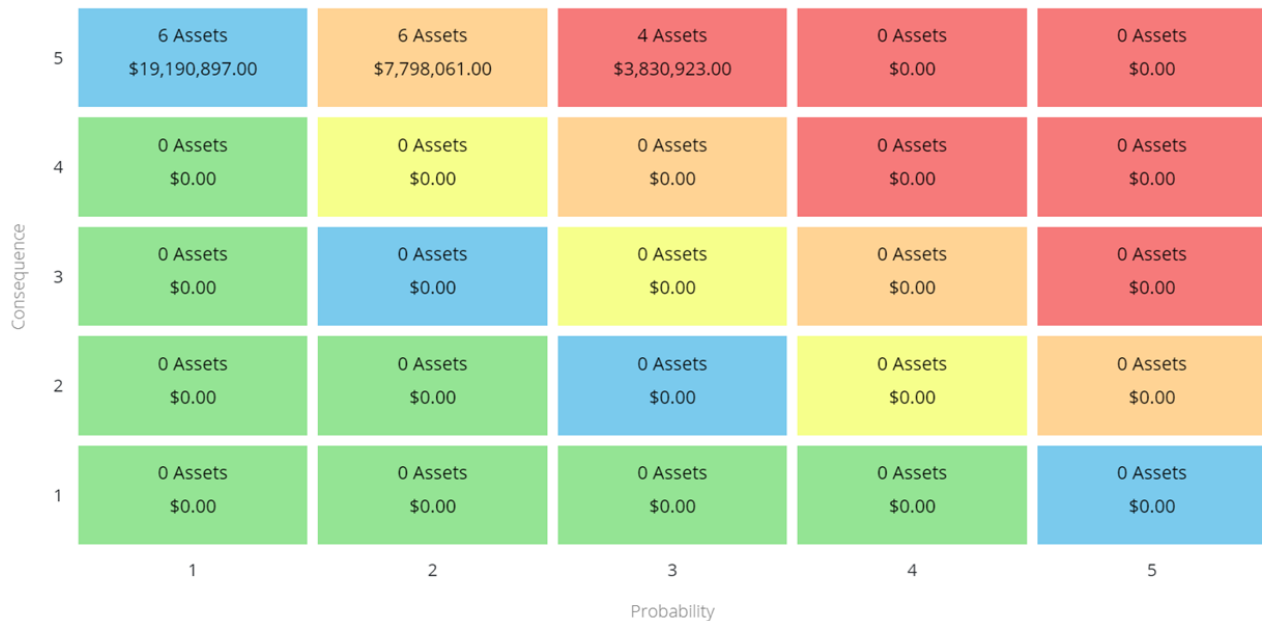 6 Assets 6 Assets 4 Assets 0 Assets 0 Assets
5
$19,190,897.00 $7,798,061.00 $3,830,923.00 $0.00 $0.00
0 Assets 0 Assets 0 Assets 0 Assets 0 Assets
4
$0.00 $0.00 $0.00 $0.00 $0.00
0 Assets 0 Assets 0 Assets 0 Assets 0 Assets
3
$0.00 $0.00 $0.00 $0.00 $0.00
Consequence
0 Assets 0 Assets 0 Assets 0 Assets 0 Assets
2
$0.00 $0.00 $0.00 $0.00 $0.00
0 Assets 0 Assets 0 Assets 0 Assets 0 Assets
1
$0.00 $0.00 $0.00 $0.00 $0.00
1 2 3 4 5
Probability